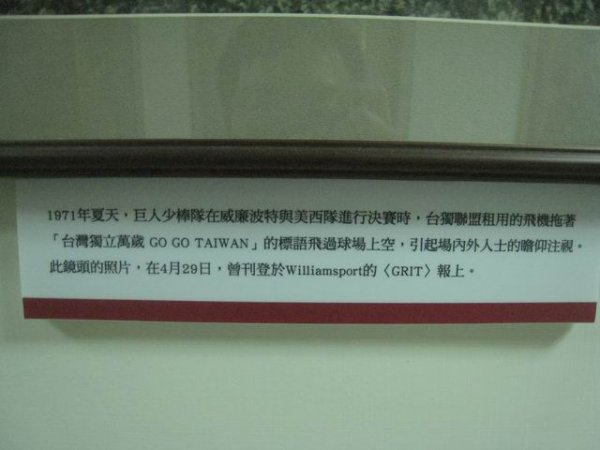 1971年夏天，巨人少棒隊在威廉波特與美西隊進行決賽時，台獨聯盟租用的飛機拖著
「台灣獨立萬歲 GO GO TAIWAN」的標語飛過球場上空，引起場內外人士的瞻仰注視。
此鏡頭的照片，在4月29日，曾刊登於Williamsport的〈GRIT〉報上。